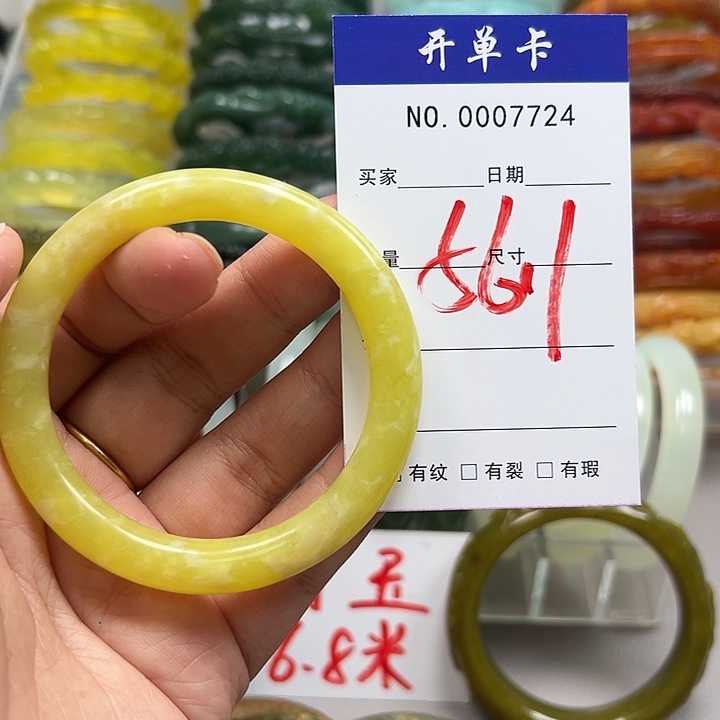 开单卡
NO.0007724
买家 日期
量 尺寸
561
有纹 □ 有裂 □ 有瑕
玉
6.8米